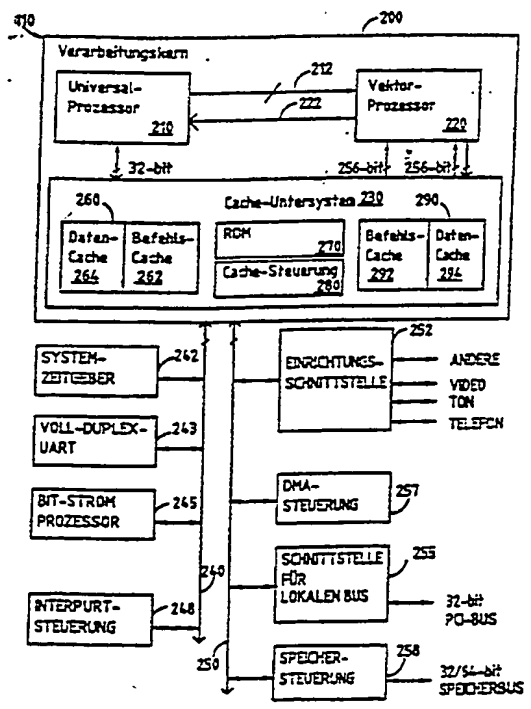 410
200
Verarbeitungskern
Universal-
Prozessor
210
212
222
Vektor-
Prozessor
220
32-bit
256-bit
256-bit
Cache-Untersystem 230
260
290
Daten-
Cache
264
Befehls-
Cache
262
ROM
270
Cache-Steuerung
280
Befehls-
Cache
292
Daten-
Cache
294
SYSTEM-
ZEITGEBER
242
VOLL-DUPLEX-
UART
243
BIT-STROM
PROZESSOR
245
INTERPURT-
STEUERUNG
248
240
250
EINRICHTUNGS-
SCHNITTSTELLE
252
ANDERE
VIDEO
TON
TELEFON
DMA-
STEUERUNG
257
SCHNITTSTELLE
FÜR
LOKALEN BUS
255
32-bit
PCI-BUS
SPEICHER-
STEUERUNG
258
32/64-bit
SPEICHERBUS